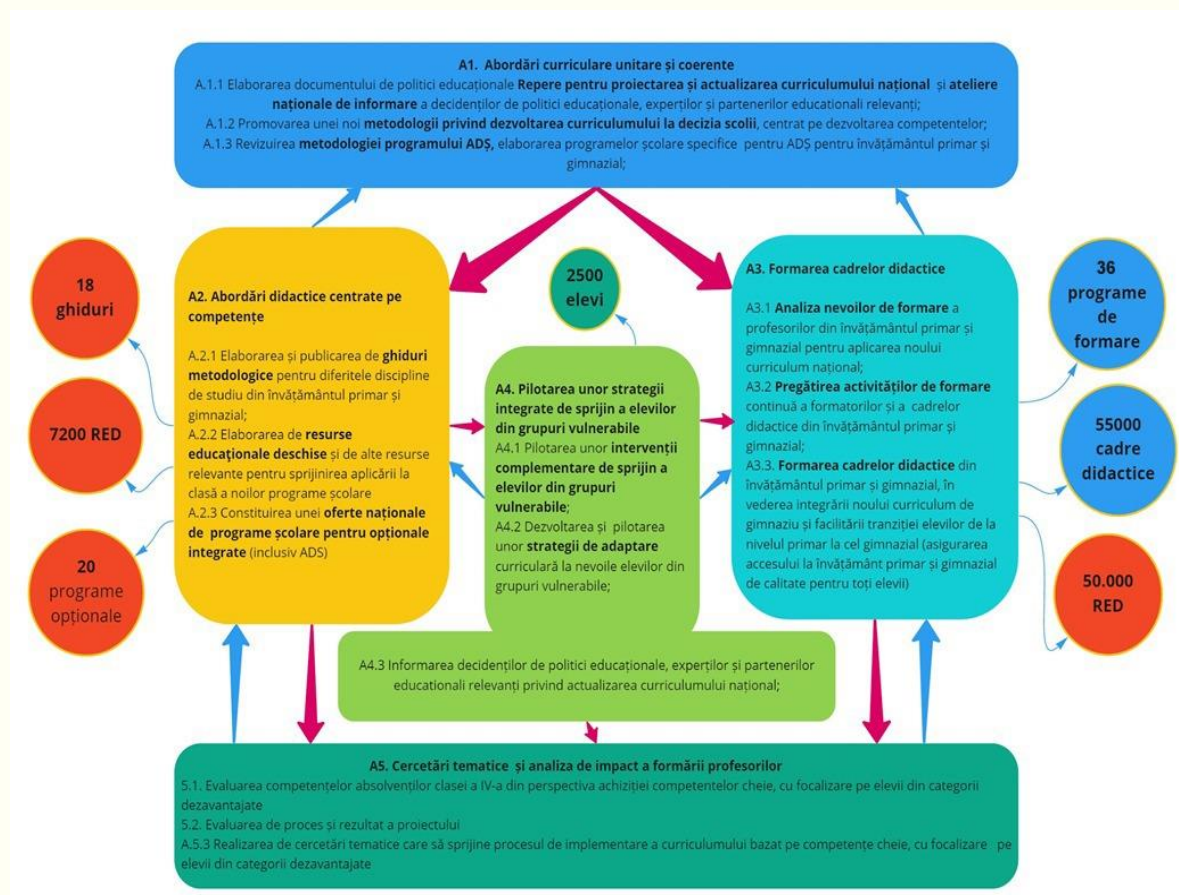 A1. Abordări curriculare unitare și coerente
A.1.1 Elaborarea documentului de politici educaționale Repere pentru proiectarea și actualizarea curriculumului național și ateliere
naționale de informare a decidenților de politici educaționale, experților și partenerilor educationali relevanți;
A.1.2 Promovarea unei noi metodologii privind dezvoltarea curriculumului la decizia scolii, centrat pe dezvoltarea competentelor;
A.1.3 Revizuirea metodologiei programului ADȘ, elaborarea programelor școlare specifice pentru ADȘ pentru învățământul primar și
gimnazial;
18
ghiduri
7200 RED
20
programe
opționale
A2. Abordări didactice centrate pe
competențe
A.2.1 Elaborarea și publicarea de ghiduri
metodologice pentru diferitele discipline
de studiu din învățământul primar și
gimnazial;
A.2.2 Elaborarea de resurse
educaționale deschise și de alte resurse
relevante pentru sprijinirea aplicării la
clasă a noilor programe școlare
A.2.3 Constituirea unei oferte naționale
de programe școlare pentru opționale
integrate (inclusiv ADS)
2500
elevi
A4. Pilotarea unor strategii
integrate de sprijin a elevilor
din grupuri vulnerabile
A4.1 Pilotarea unor intervenții
complementare de sprijin a
elevilor din grupuri
vulnerabile;
A4.2 Dezvoltarea și pilotarea
unor strategii de adaptare
curriculară la nevoile elevilor din
grupuri vulnerabile;
A4.3 Informarea decidenților de politici educaționale, experților și partenerilor
educationali relevanți privind actualizarea curriculumului național;
A3. Formarea cadrelor didactice
A3.1 Analiza nevoilor de formare a
profesorilor din învățământul primar și
gimnazial pentru aplicarea noului
curriculum național;
A3.2 Pregătirea activităților de formare
continuă a formatorilor și a cadrelor
didactice din învățământul primar și
gimnazial;
A3.3. Formarea cadrelor didactice din
învățământul primar și gimnazial, în
vederea integrării noului curriculum de
gimnaziu și facilitării tranziției elevilor de la
nivelul primar la cel gimnazial (asigurarea
accesului la învățământ primar și gimnazial
de calitate pentru toți elevii)
36
programe
de
formare
55000
cadre
didactice
50.000
RED
A5. Cercetări tematice și analiza de impact a formării profesorilor
5.1. Evaluarea competențelor absolvenților clasei a IV-a din perspectiva achiziției competentelor cheie, cu focalizare pe elevii din categorii
dezavantajate
5.2. Evaluarea de proces și rezultat a proiectului
A.5.3 Realizarea de cercetări tematice care să sprijine procesul de implementare a curriculumului bazat pe competențe cheie, cu focalizare pe
elevii din categorii dezavantajate